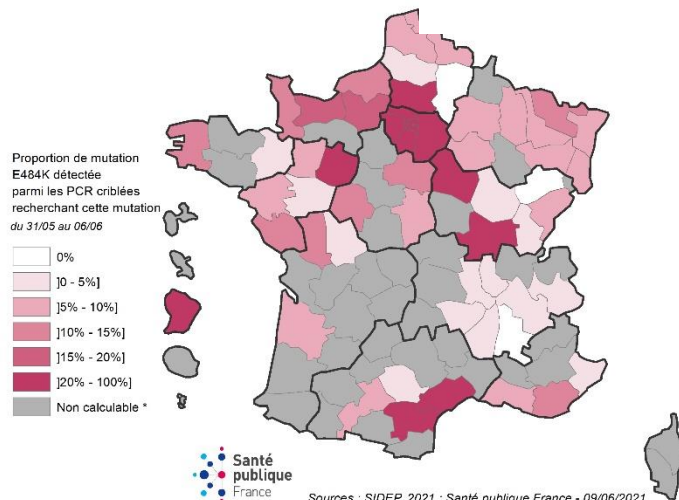 Proportion de mutation
E484K détectée
parmi les PCR criblées
recherchant cette mutation
du 31/05 au 06/06
0%
]0 - 5%]
]5% - 10%]
]10% - 15%]
]15% - 20%]
]20% - 100%]
Non calculable *
Santé
publique
France
Sources : SIDEP, 2021 ; Santé publique France - 09/06/2021